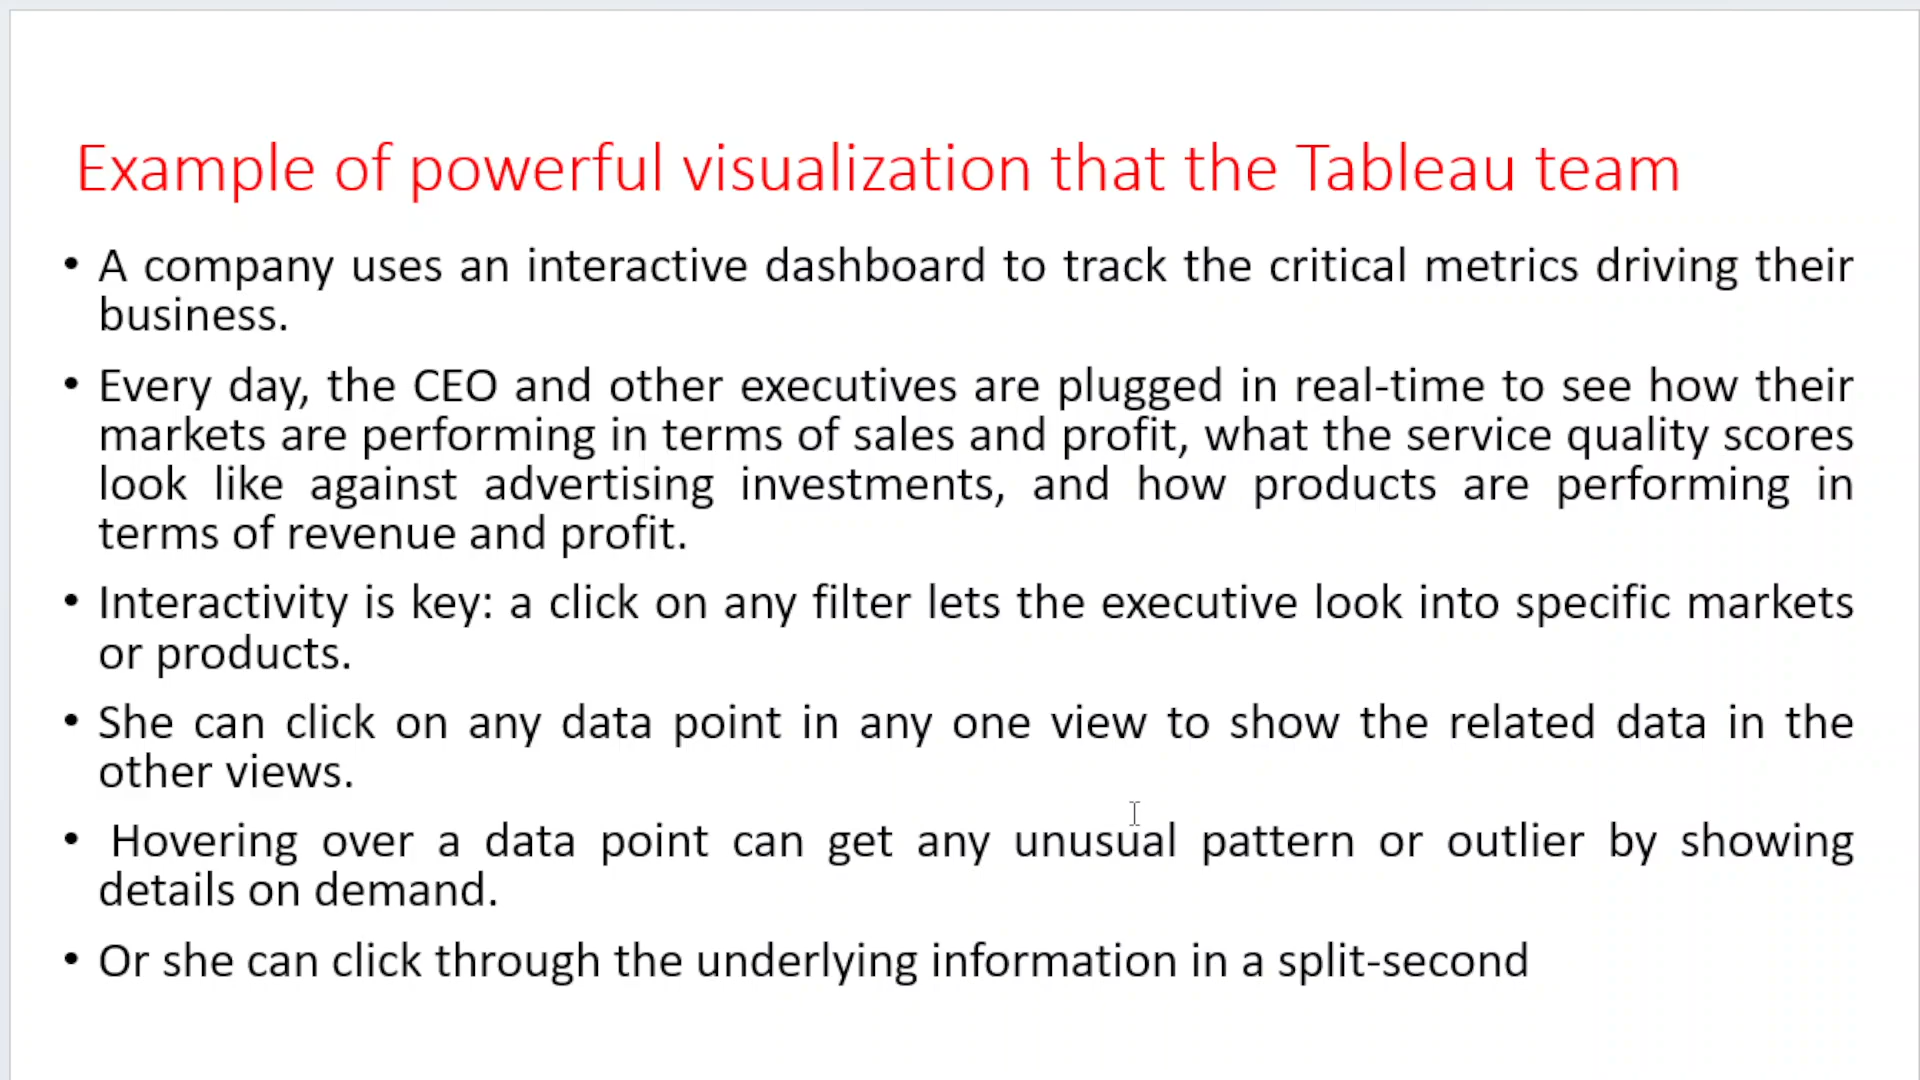 Example of powerful visualization that the Tableau team
• A company uses an interactive dashboard to track the critical metrics driving their
business.
• Every day, the CEO and other executives are plugged in real-time to see how their
markets are performing in terms of sales and profit, what the service quality scores
look like against advertising investments, and how products are performing in
terms of revenue and profit.
• Interactivity is key: a click on any filter lets the executive look into specific markets
or products.
• She can click on any data point in any one view to show the related data in the
other views.
• Hovering over a data point can get any unusual pattern or outlier by showing
details on demand.
• Or she can click through the underlying information in a split-second